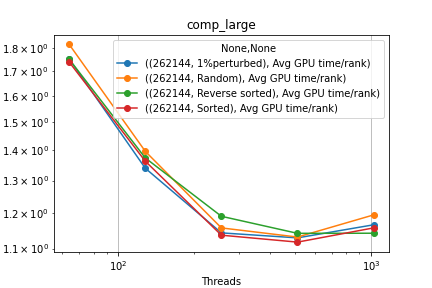 comp_large
None,None
((262144, 1%perturbed), Avg GPU time/rank)
((262144, Random), Avg GPU time/rank)
((262144, Reverse sorted), Avg GPU time/rank)
((262144, Sorted), Avg GPU time/rank)
1.8 × 10⁰
1.7 × 10⁰
1.6 × 10⁰
1.5 × 10⁰
1.4 × 10⁰
1.3 × 10⁰
1.2 × 10⁰
1.1 × 10⁰
10² 10³
Threads